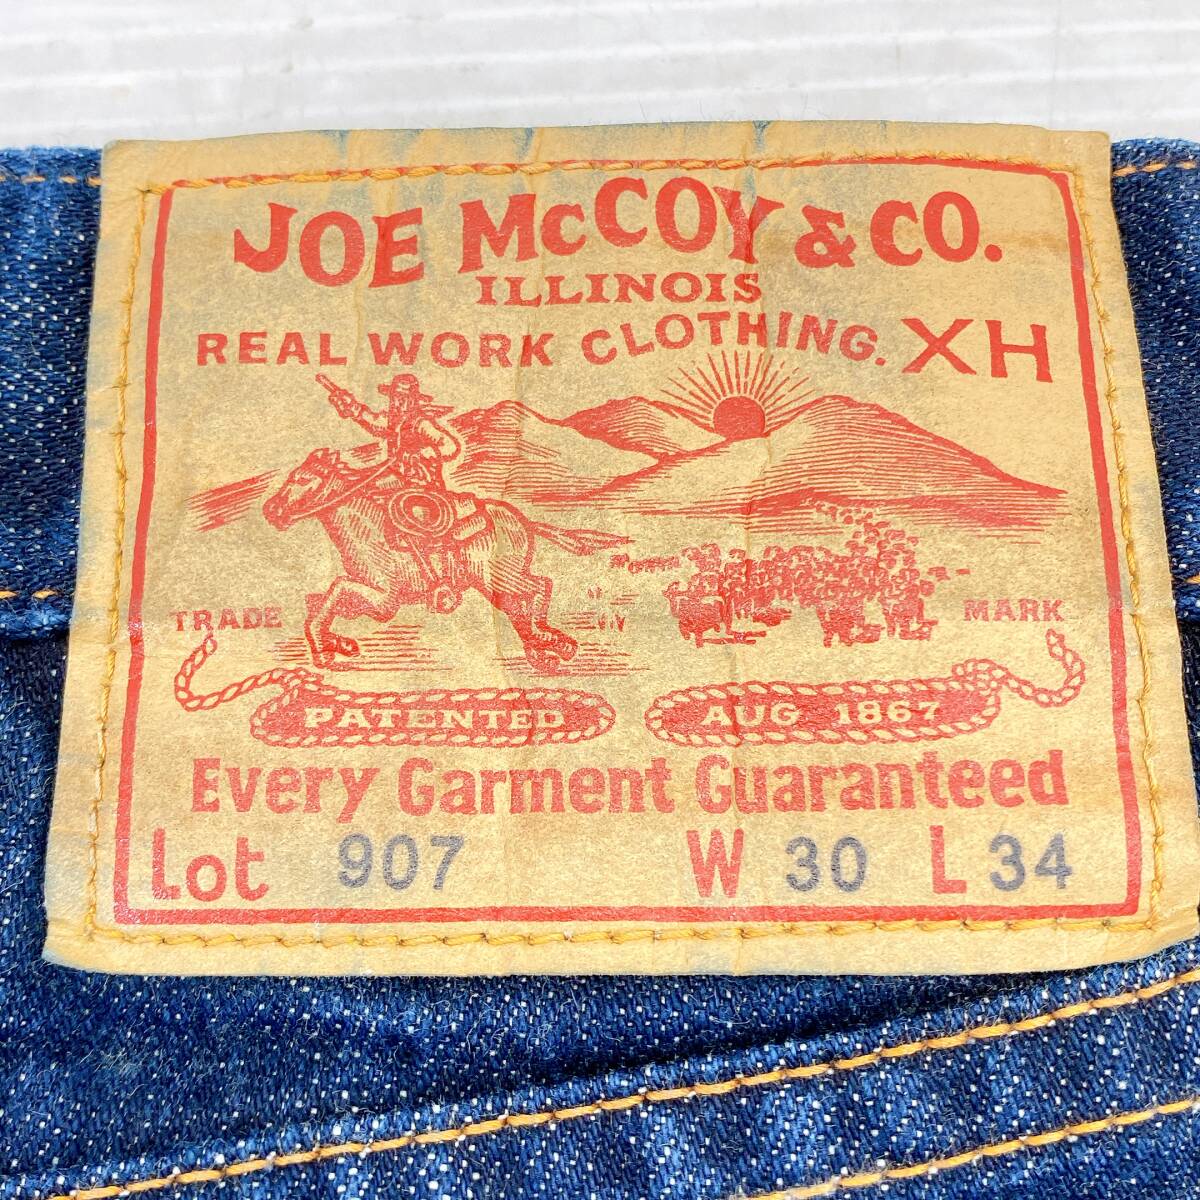 JOE McCOY & CO.
ILLINOIS
REAL WORK CLOTHING. XH
TRADE MARK
PATENTED AUG 1867
Every Garment Guaranteed
Lot 907 W 30 L 34